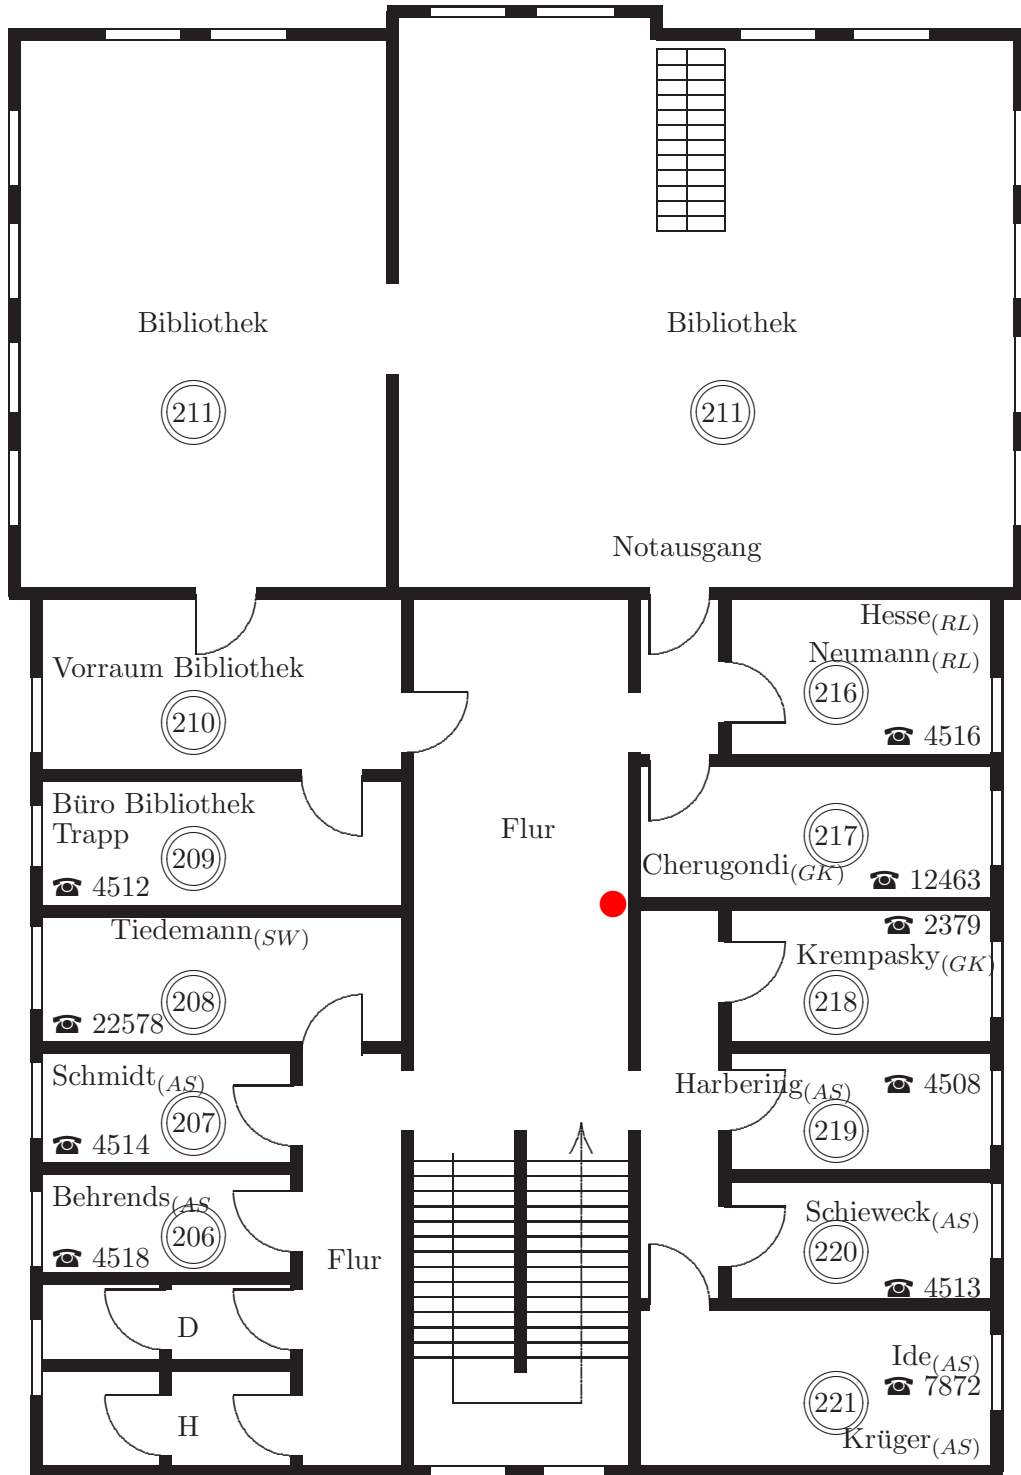 Bibliothek
Bibliothek
211
211
Notausgang
Hesse(RL)
Neumann(RL)
216
☎ 4516
Vorraum Bibliothek
210
Büro Bibliothek
Trapp
209
☎ 4512
Flur
217
Cherugondi(GK)
☎ 12463
Tiedemann(SW)
208
☎ 22578
☎ 2379
Krempasky(GK)
218
Schmidt(AS)
207
☎ 4514
Harbering(AS)
☎ 4508
219
Behrends(AS
206
☎ 4518
Flur
Schieweck(AS)
220
☎ 4513
D
H
Ide(AS)
☎ 7872
221
Krüger(AS)